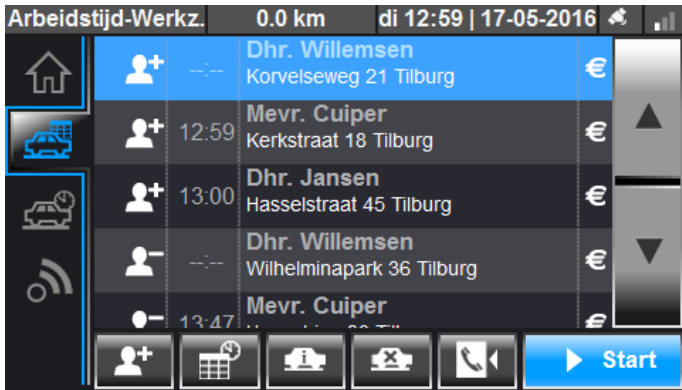 Arbeidstijd-Werkz. 0.0 km di 12:59 | 17-05-2016
--:-- Dhr. Willemsen €
Korvelseweg 21 Tilburg
12:59 Mevr. Cuiper €
Kerkstraat 18 Tilburg
13:00 Dhr. Jansen €
Hasselstraat 45 Tilburg
--:-- Dhr. Willemsen €
Wilhelminapark 36 Tilburg
13:47 Mevr. Cuiper €
Start